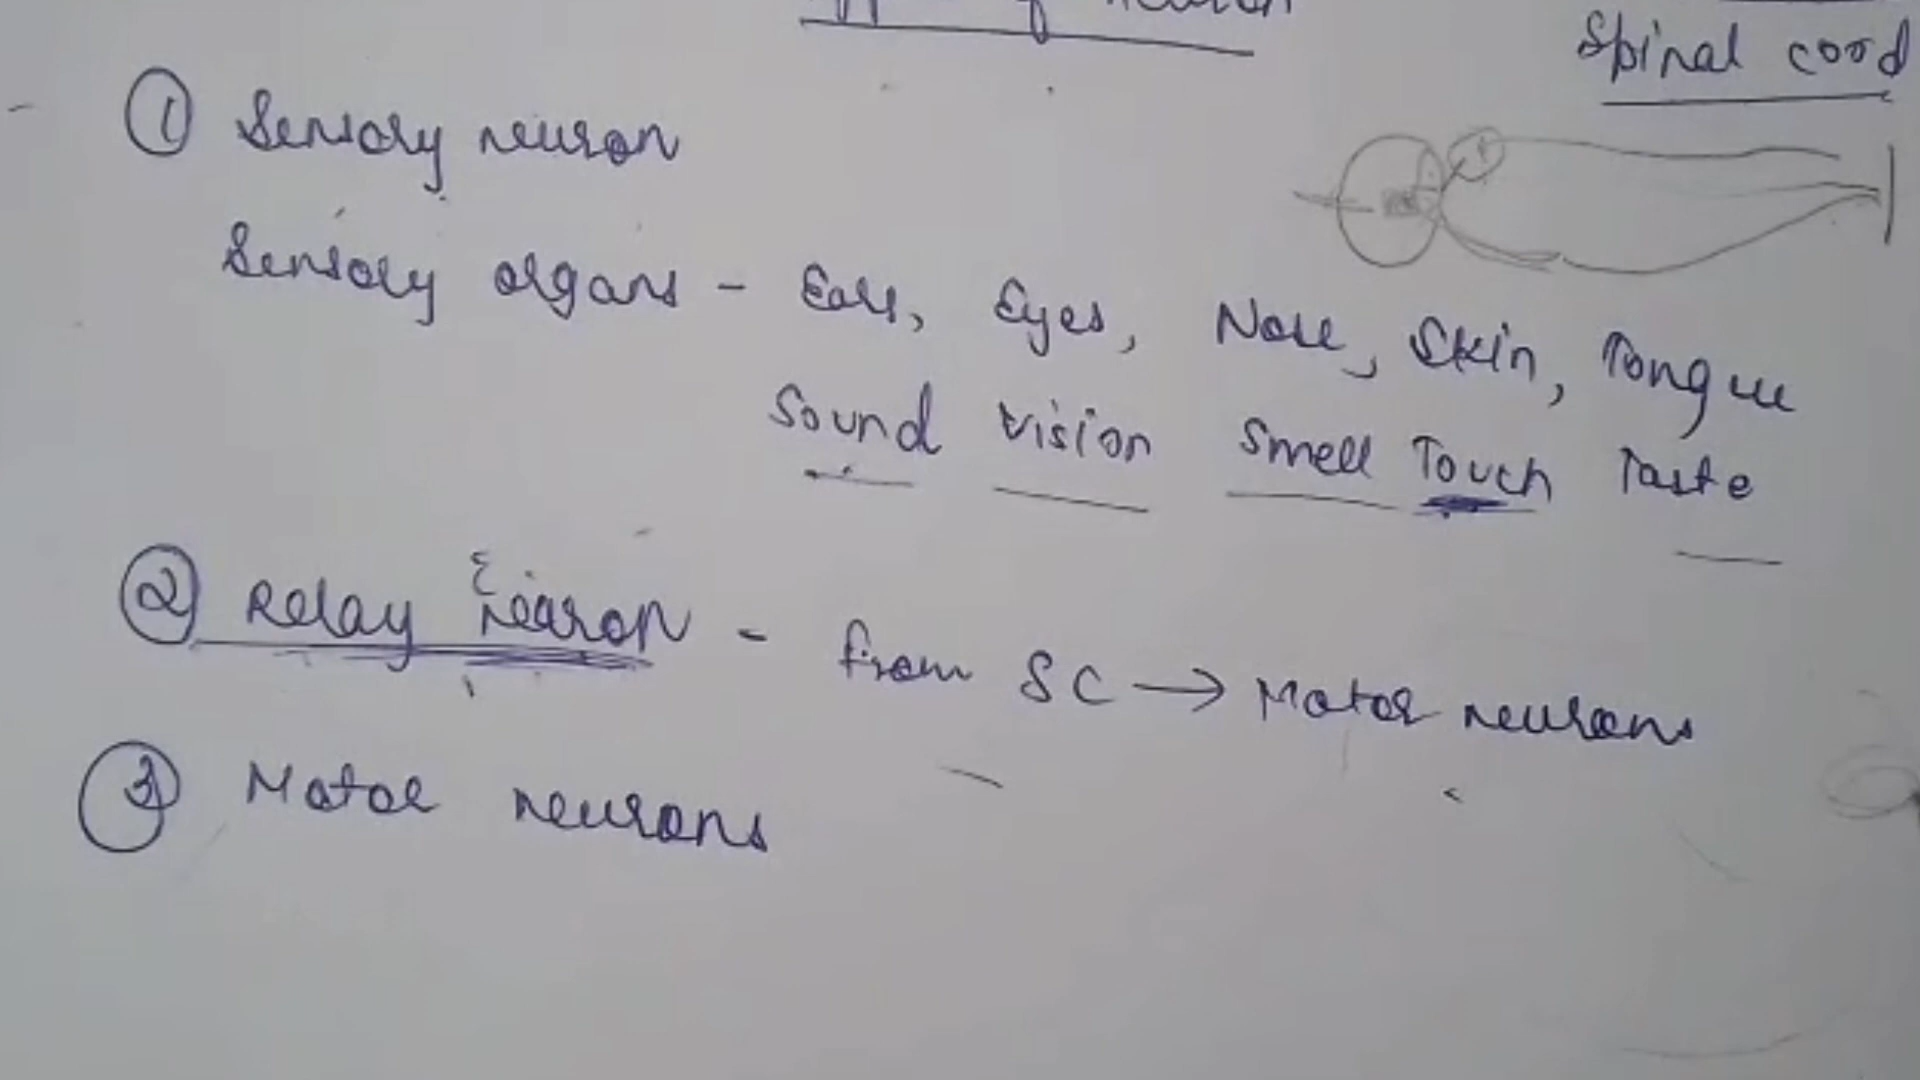 neuron
Spinal cord
① Sensory neuron
Sensory organs - Ears, Eyes, Nose, Skin, Tongue
Sound Vision Smell Touch Taste
② Relay neuron - from SC → Motor neurons
③ Motor neurons